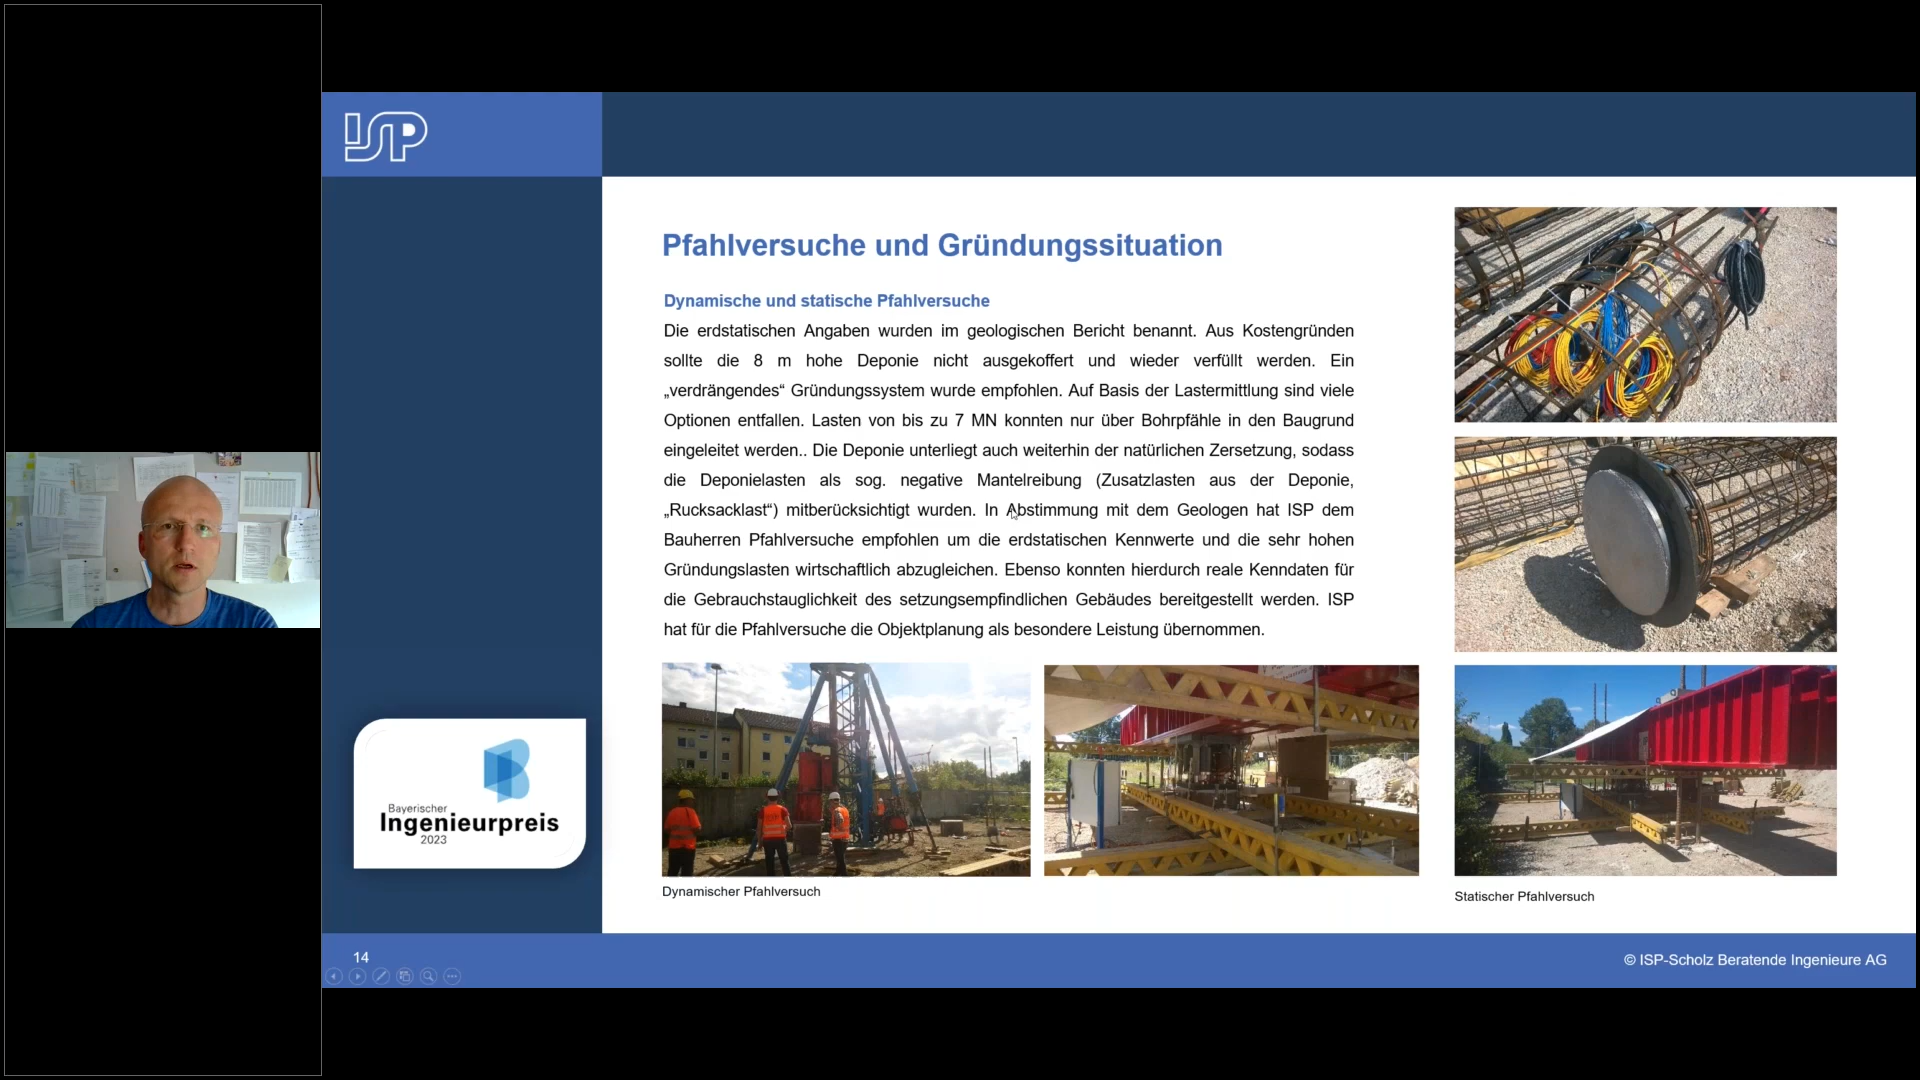 ISP
Pfahlversuche und Gründungssituation
Dynamische und statische Pfahlversuche
Die erdstatischen Angaben wurden im geologischen Bericht benannt. Aus Kostengründen
sollte die 8 m hohe Deponie nicht ausgekoffert und wieder verfüllt werden. Ein
„verdrängendes“ Gründungssystem wurde empfohlen. Auf Basis der Lastermittlung sind viele
Optionen entfallen. Lasten von bis zu 7 MN konnten nur über Bohrpfähle in den Baugrund
eingeleitet werden.. Die Deponie unterliegt auch weiterhin der natürlichen Zersetzung, sodass
die Deponielasten als sog. negative Mantelreibung (Zusatzlasten aus der Deponie,
„Rucksacklast“) mitberücksichtigt wurden. In Abstimmung mit dem Geologen hat ISP dem
Bauherren Pfahlversuche empfohlen um die erdstatischen Kennwerte und die sehr hohen
Gründungslasten wirtschaftlich abzugleichen. Ebenso konnten hierdurch reale Kenndaten für
die Gebrauchstauglichkeit des setzungsempfindlichen Gebäudes bereitgestellt werden. ISP
hat für die Pfahlversuche die Objektplanung als besondere Leistung übernommen.
Dynamischer Pfahlversuch
Statischer Pfahlversuch
Bayerischer
Ingenieurpreis
2023
14
© ISP-Scholz Beratende Ingenieure AG